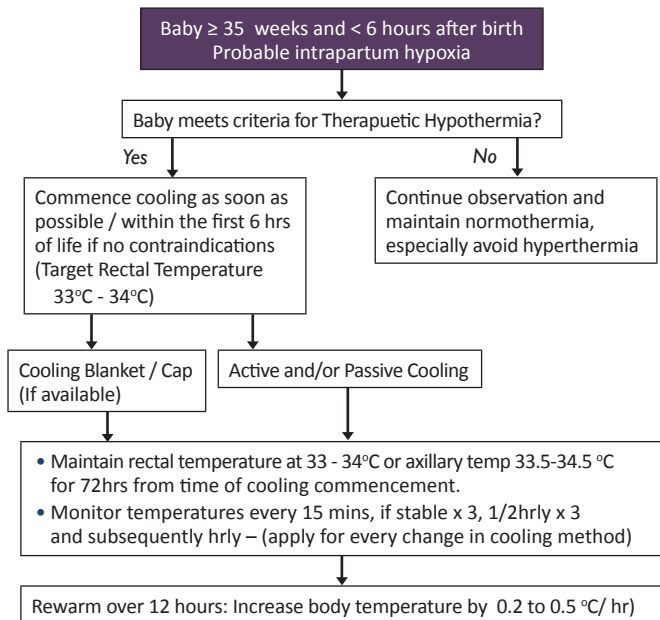 Baby ≥ 35 weeks and < 6 hours after birth
Probable intrapartum hypoxia
Baby meets criteria for Therapuetic Hypothermia?
Yes
No
Commence cooling as soon as
possible / within the first 6 hrs
of life if no contraindications
(Target Rectal Temperature
33°C - 34°C)
Continue observation and
maintain normothermia,
especially avoid hyperthermia
Cooling Blanket / Cap
(If available)
Active and/or Passive Cooling
• Maintain rectal temperature at 33 - 34°C or axillary temp 33.5-34.5 °C
for 72hrs from time of cooling commencement.
• Monitor temperatures every 15 mins, if stable x 3, 1/2hrly x 3
and subsequently hrly – (apply for every change in cooling method)
Rewarm over 12 hours: Increase body temperature by 0.2 to 0.5 °C/ hr)